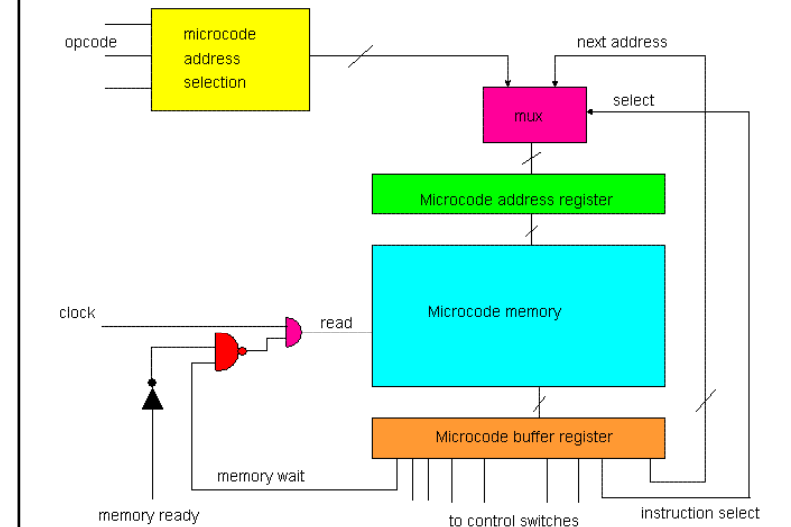 microcode
address
selection
opcode
next address
select
mux
Microcode address register
Microcode memory
clock
read
Microcode buffer register
memory wait
memory ready
to control switches
instruction select